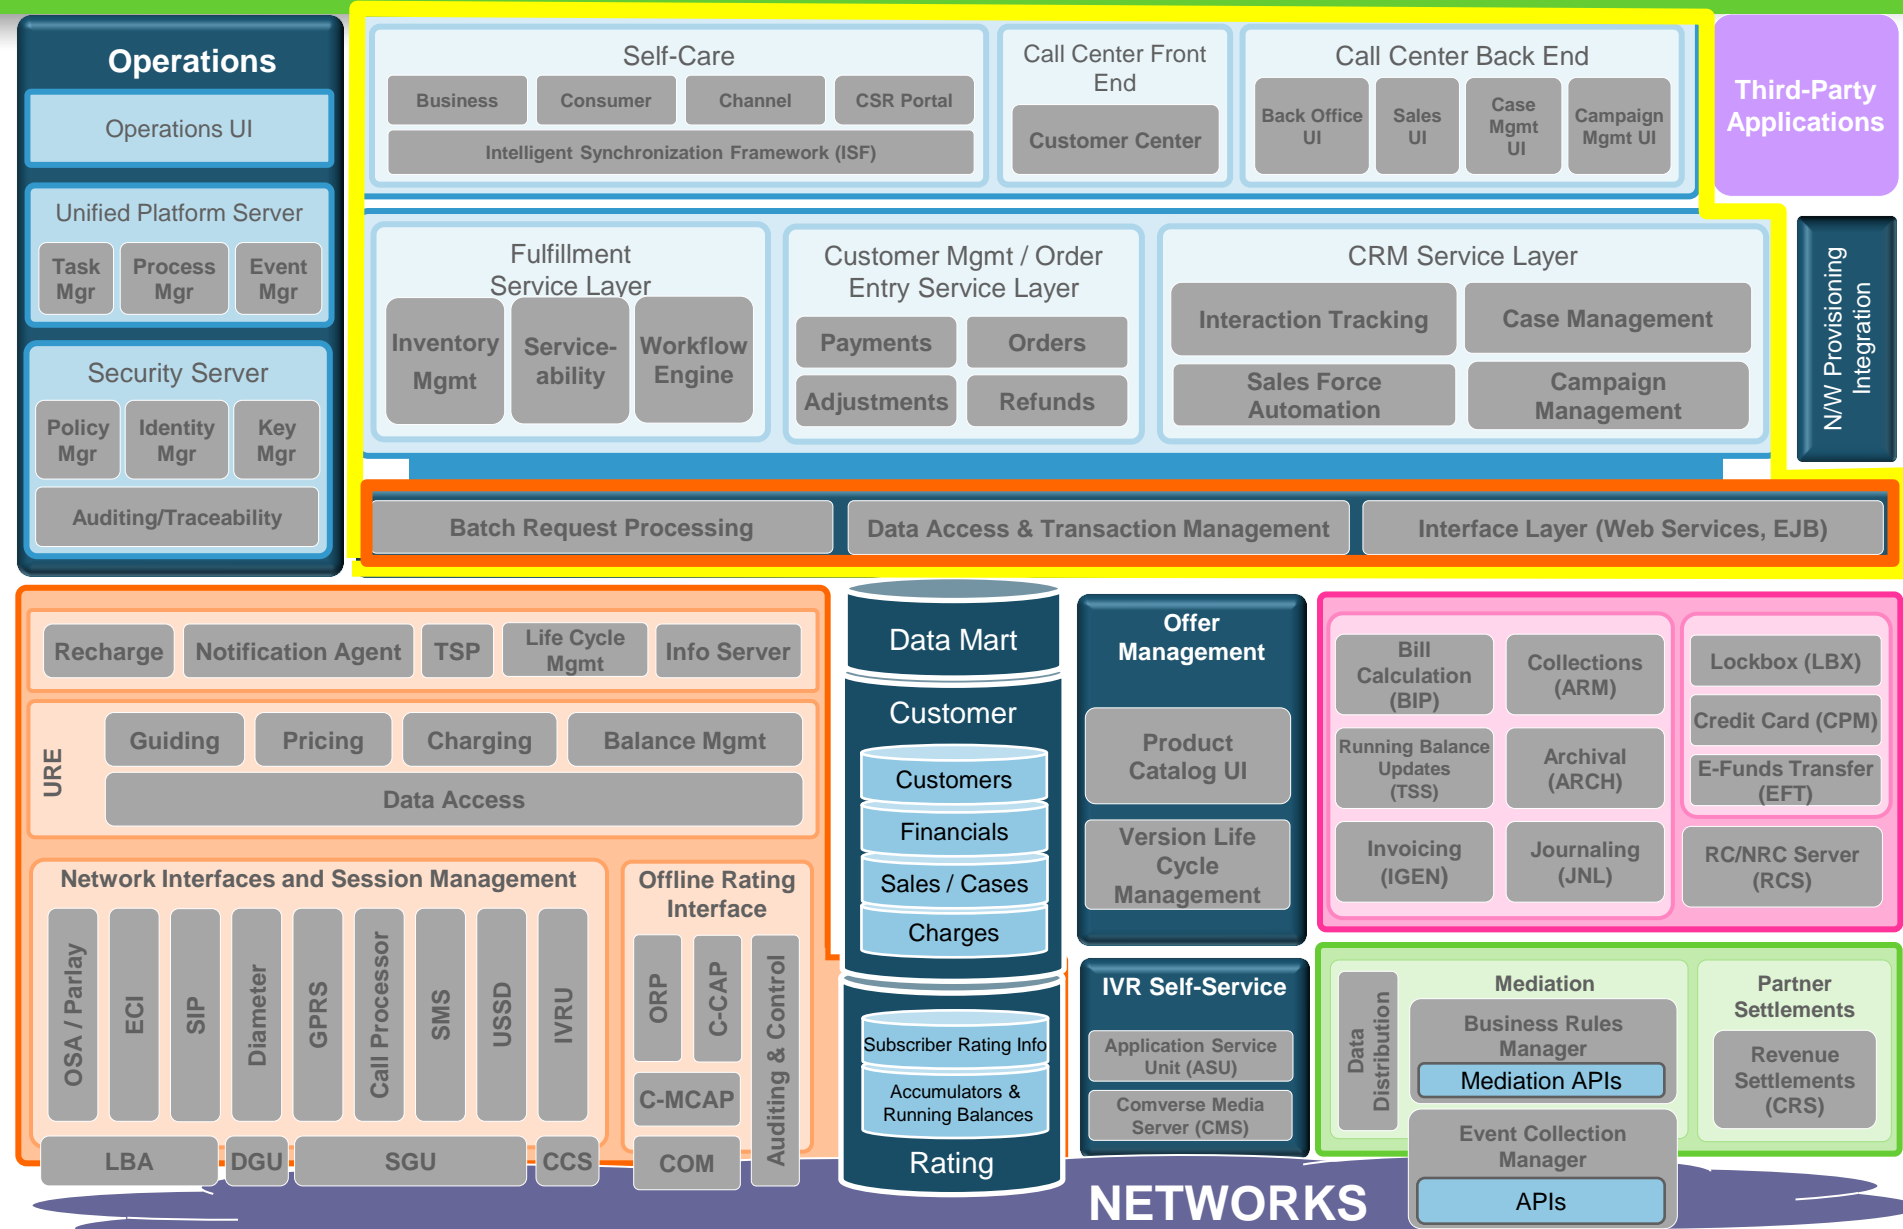 Operations
Operations UI
Unified Platform Server
Task
Mgr
Process
Mgr
Event
Mgr
Security Server
Policy
Mgr
Identity
Mgr
Key
Mgr
Auditing/Traceability
Self-Care
Business
Consumer
Channel
CSR Portal
Intelligent Synchronization Framework (ISF)
Call Center Front
End
Customer Center
Call Center Back End
Back Office
UI
Sales
UI
Case
Mgmt
UI
Campaign
Mgmt UI
Third-Party
Applications
Fulfillment
Service Layer
Inventory
Mgmt
Service-
ability
Workflow
Engine
Customer Mgmt / Order
Entry Service Layer
Payments
Orders
Adjustments
Refunds
CRM Service Layer
Interaction Tracking
Case Management
Sales Force
Automation
Campaign
Management
N/W Provisioning
Integration
Batch Request Processing
Data Access & Transaction Management
Interface Layer (Web Services, EJB)
Recharge
Notification Agent
TSP
Life Cycle
Mgmt
Info Server
URE
Guiding
Pricing
Charging
Balance Mgmt
Data Access
Network Interfaces and Session Management
OSA / Parlay
ECI
SIP
Diameter
GPRS
Call Processor
SMS
USSD
IVRU
LBA
DGU
SGU
CCS
Offline Rating
Interface
ORP
C-CAP
C-MCAP
Auditing & Control
COM
Data Mart
Customer
Customers
Financials
Sales / Cases
Charges
Subscriber Rating Info
Accumulators &
Running Balances
Rating
Offer
Management
Product
Catalog UI
Version Life
Cycle
Management
IVR Self-Service
Application Service
Unit (ASU)
Comverse Media
Server (CMS)
Bill
Calculation
(BIP)
Collections
(ARM)
Running Balance
Updates
(TSS)
Archival
(ARCH)
Invoicing
(IGEN)
Journaling
(JNL)
Lockbox (LBX)
Credit Card (CPM)
E-Funds Transfer
(EFT)
RC/NRC Server
(RCS)
Data
Distribution
Mediation
Business Rules
Manager
Mediation APIs
Event Collection
Manager
APIs
Partner
Settlements
Revenue
Settlements
(CRS)
NETWORKS